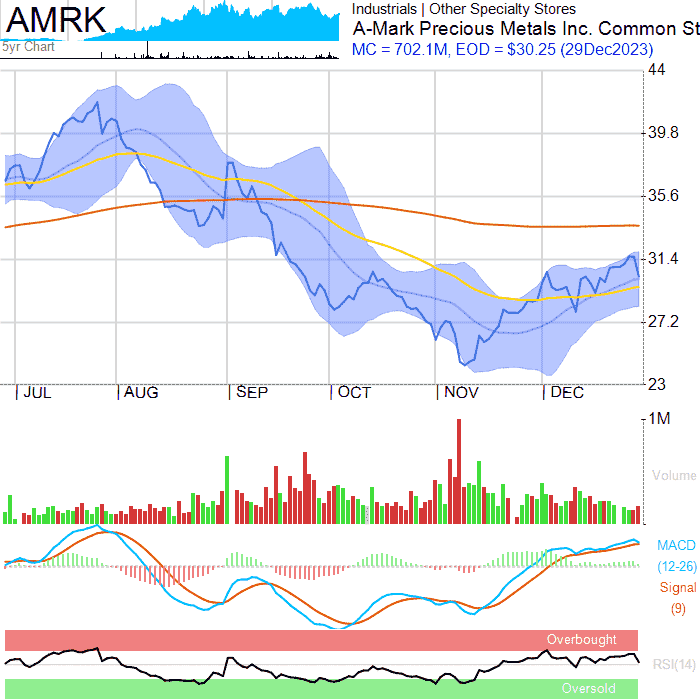 AMRK
5yr Chart
Industrials | Other Specialty Stores
A-Mark Precious Metals Inc. Common St
MC = 702.1M, EOD = $30.25 (29Dec2023)
44
39.8
35.6
31.4
27.2
23
JUL AUG SEP OCT NOV DEC
1M
Volume
MACD
(12-26)
Signal
(9)
Overbought
RSI(14)
Oversold